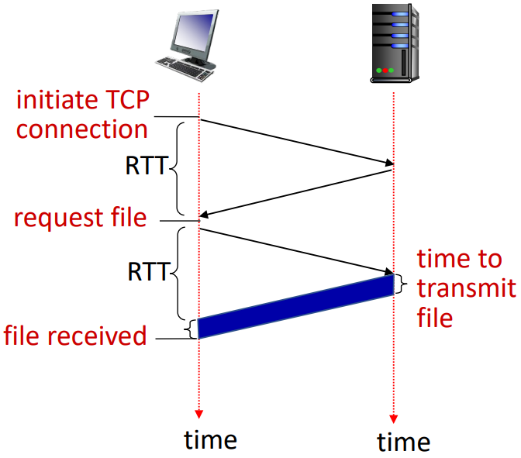 initiate TCP
connection
RTT
request file
RTT
time to
transmit
file
file received
time
time